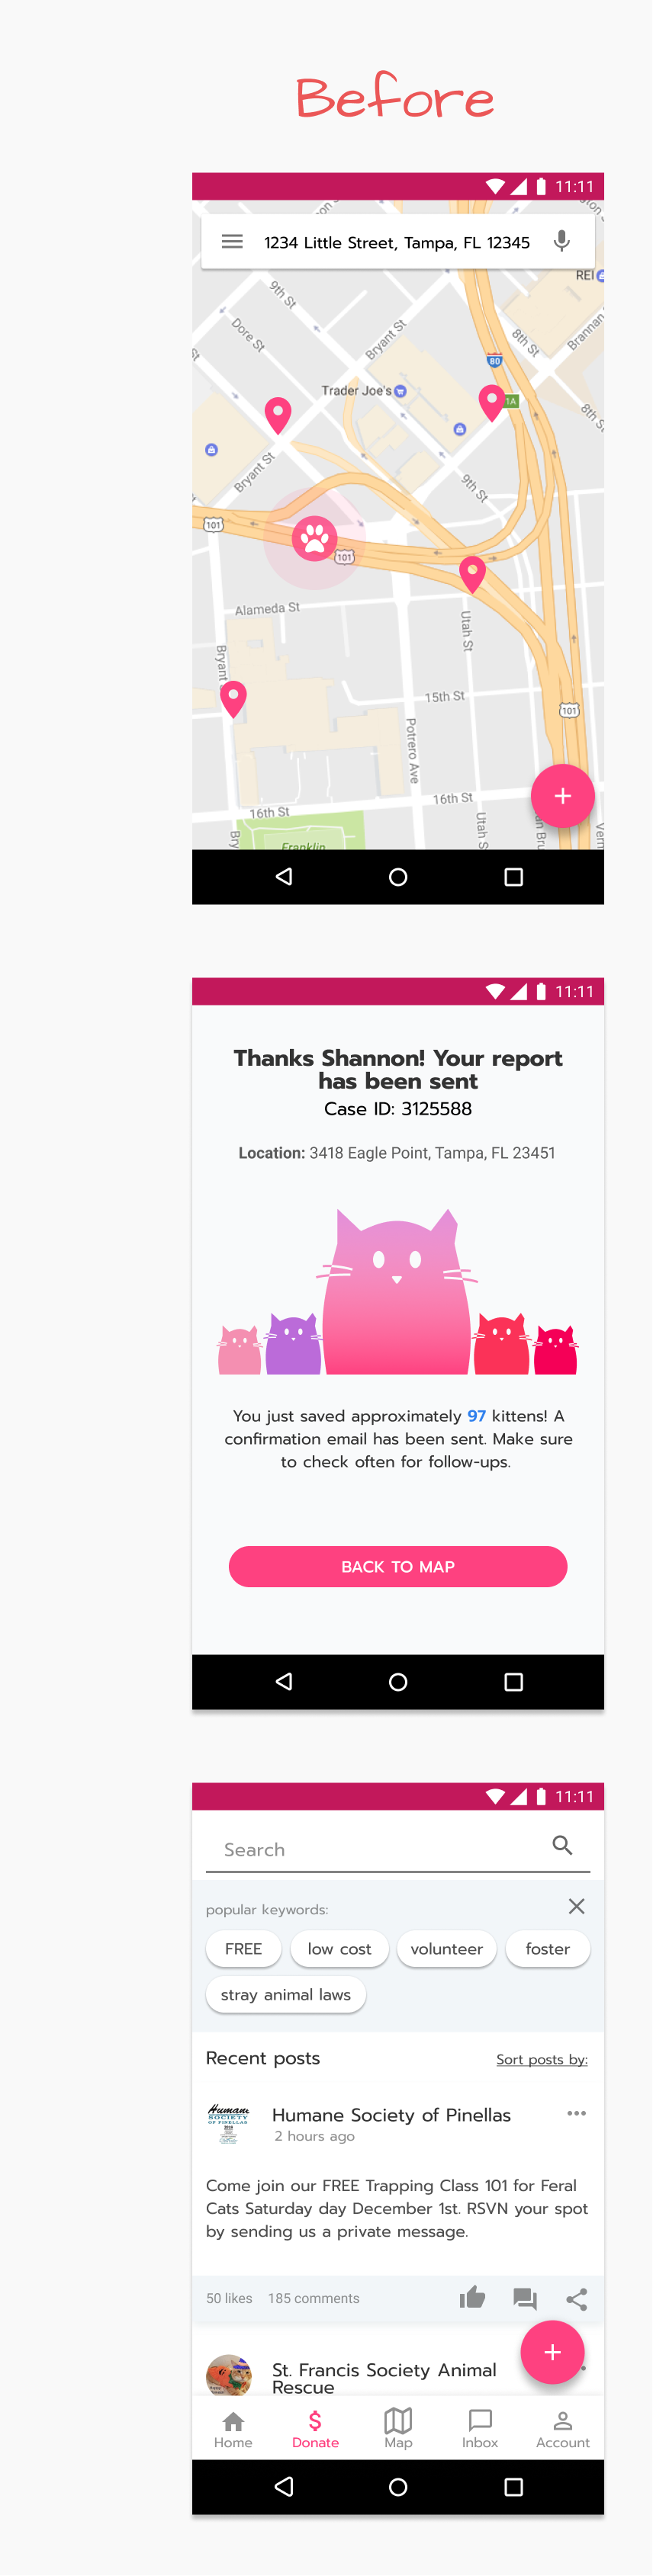 Before
11:11
1234 Little Street, Tampa, FL 12345
REI
9th St
Dore St
Bryant St
8th St
Brannan
80
Trader Joe's
1A
8th S
Bryant St
9th St
101
101
Alameda St
Utah St
Bryant S
15th St
101
Potrero Ave
16th St
16th St
Utah S
Franklin
11:11
Thanks Shannon! Your report
has been sent
Case ID: 3125588
Location: 3418 Eagle Point, Tampa, FL 23451
You just saved approximately 97 kittens! A
confirmation email has been sent. Make sure
to check often for follow-ups.
BACK TO MAP
11:11
Search
popular keywords:
FREE low cost volunteer foster
stray animal laws
Recent posts Sort posts by:
Humane
SOCIETY
OF PINELLAS
Humane Society of Pinellas
2 hours ago
Come join our FREE Trapping Class 101 for Feral
Cats Saturday day December 1st. RSVN your spot
by sending us a private message.
50 likes 185 comments
St. Francis Society Animal
Rescue
Home Donate Map Inbox Account